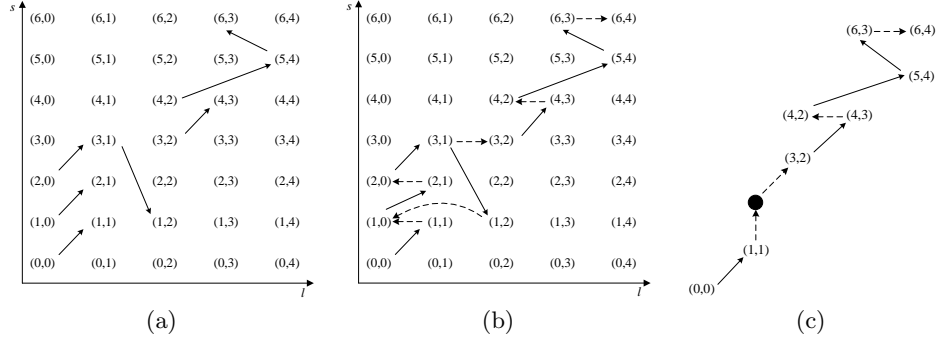 s
(6,0) (6,1) (6,2) (6,3) (6,4)
(5,0) (5,1) (5,2) (5,3) (5,4)
(4,0) (4,1) (4,2) (4,3) (4,4)
(3,0) (3,1) (3,2) (3,3) (3,4)
(2,0) (2,1) (2,2) (2,3) (2,4)
(1,0) (1,1) (1,2) (1,3) (1,4)
(0,0) (0,1) (0,2) (0,3) (0,4)
l
(a)
s
(6,0) (6,1) (6,2) (6,3) (6,4)
(5,0) (5,1) (5,2) (5,3) (5,4)
(4,0) (4,1) (4,2) (4,3) (4,4)
(3,0) (3,1) (3,2) (3,3) (3,4)
(2,0) (2,1) (2,2) (2,3) (2,4)
(1,0) (1,1) (1,2) (1,3) (1,4)
(0,0) (0,1) (0,2) (0,3) (0,4)
l
(b)
(6,3) (6,4)
(5,4)
(4,2) (4,3)
(3,2)
(1,1)
(0,0)
(c)